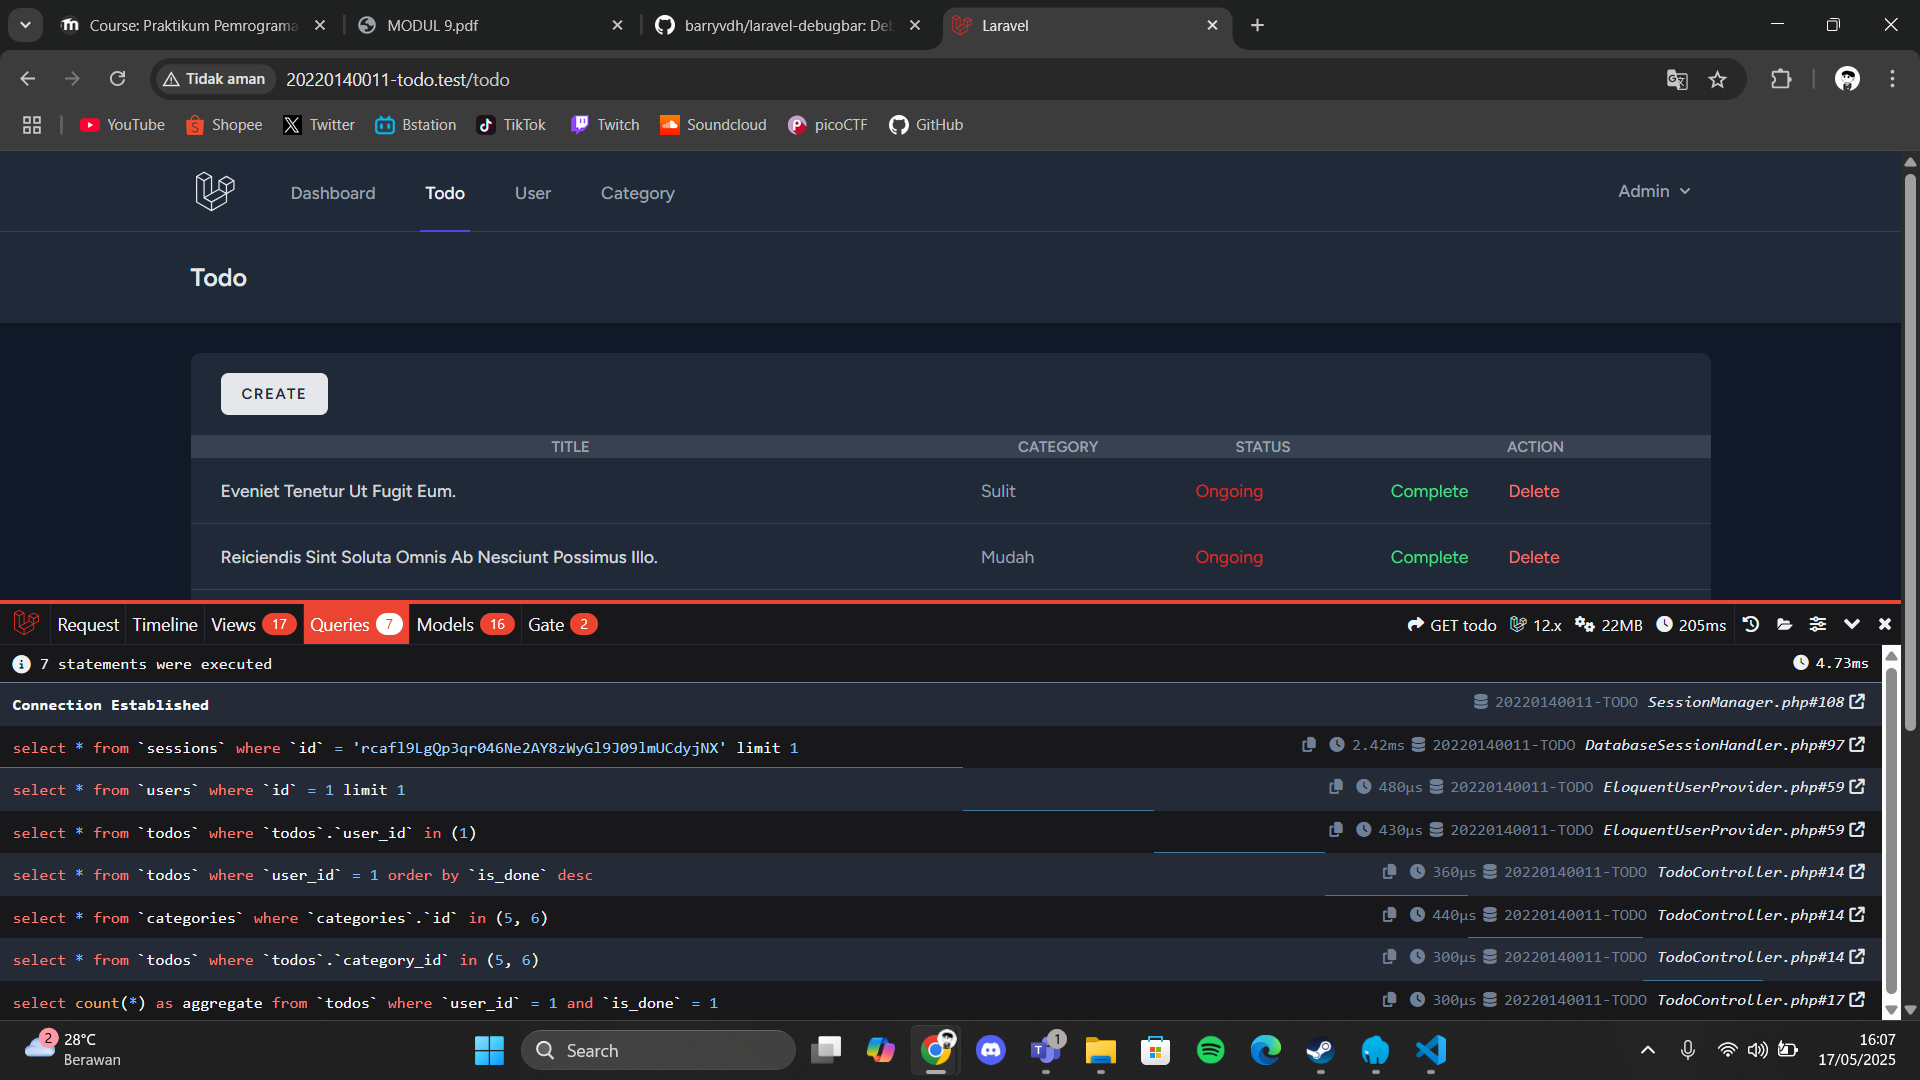 Course: Praktikum Pemrograma
MODUL 9.pdf
barryvdh/laravel-debugbar: Deb
Laravel
Tidak aman
20220140011-todo.test/todo
YouTube
Shopee
Twitter
Bstation
TikTok
Twitch
Soundcloud
picoCTF
GitHub
Dashboard
Todo
User
Category
Admin
Todo
CREATE
TITLE CATEGORY STATUS ACTION
Eveniet Tenetur Ut Fugit Eum. Sulit Ongoing Complete Delete
Reiciendis Sint Soluta Omnis Ab Nesciunt Possimus Illo. Mudah Ongoing Complete Delete
Request Timeline Views 17 Queries 7 Models 16 Gate 2 GET todo 12.x 22MB 205ms
7 statements were executed 4.73ms
Connection Established 20220140011-TODO SessionManager.php#108
select * from `sessions` where `id` = 'rcafl9LgQp3qr046Ne2AY8zWyGl9J09lmUCdyjNX' limit 1 2.42ms 20220140011-TODO DatabaseSessionHandler.php#97
select * from `users` where `id` = 1 limit 1 480μs 20220140011-TODO EloquentUserProvider.php#59
select * from `todos` where `todos`.`user_id` in (1) 430μs 20220140011-TODO EloquentUserProvider.php#59
select * from `todos` where `user_id` = 1 order by `is_done` desc 360μs 20220140011-TODO TodoController.php#14
select * from `categories` where `categories`.`id` in (5, 6) 440μs 20220140011-TODO TodoController.php#14
select * from `todos` where `todos`.`category_id` in (5, 6) 300μs 20220140011-TODO TodoController.php#14
select count(*) as aggregate from `todos` where `user_id` = 1 and `is_done` = 1 300μs 20220140011-TODO TodoController.php#17
2
28°C
Berawan
Search
1
16:07
17/05/2025